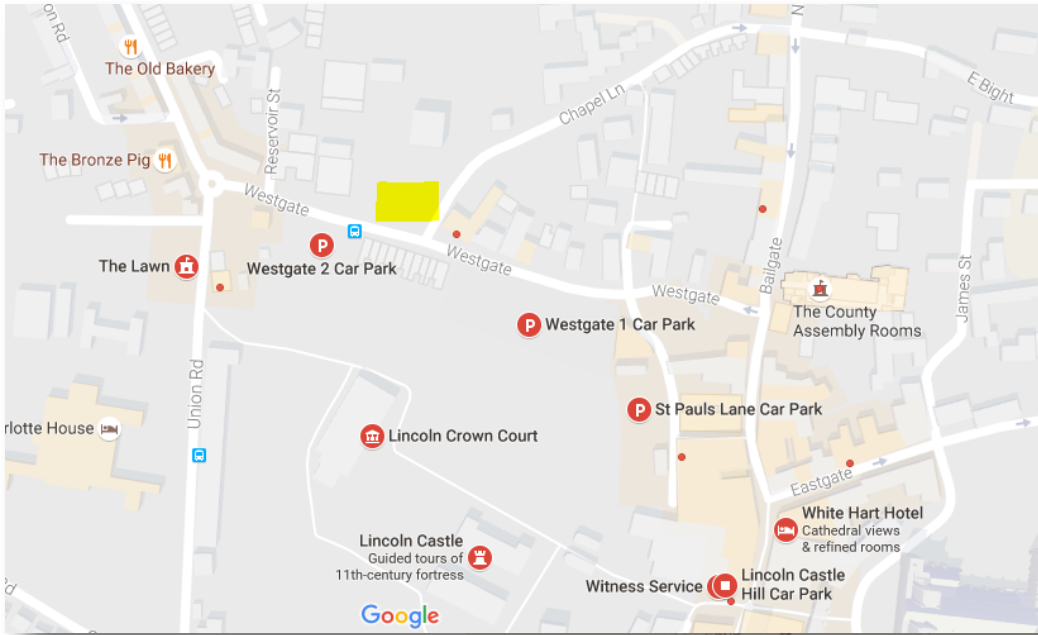 on Rd
The Old Bakery
The Bronze Pig
Reservoir St
Westgate
Chapel Ln
N
E Bight
The Lawn
P
Westgate 2 Car Park
Westgate
Westgate
Bailgate
The County
Assembly Rooms
James St
P
Westgate 1 Car Park
Union Rd
P
St Pauls Lane Car Park
rlotte House
Lincoln Crown Court
Eastgate
White Hart Hotel
Cathedral views
& refined rooms
Lincoln Castle
Guided tours of
11th-century fortress
Witness Service
Lincoln Castle
Hill Car Park
Rd
Google